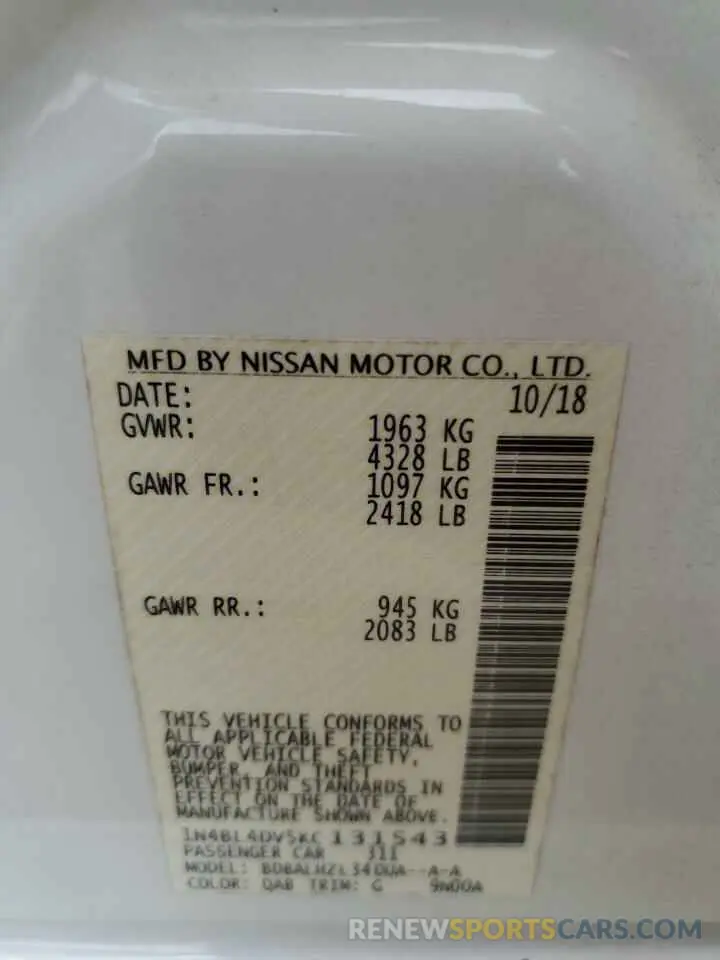 MFD BY NISSAN MOTOR CO., LTD.
DATE: 10/18
GVWR: 1963 KG
4328 LB
GAWR FR.: 1097 KG
2418 LB
GAWR RR.: 945 KG
2083 LB
THIS VEHICLE CONFORMS TO
ALL APPLICABLE FEDERAL
MOTOR VEHICLE SAFETY,
BUMPER, AND THEFT
PREVENTION STANDARDS IN
EFFECT ON THE DATE OF
MANUFACTURE SHOWN ABOVE.
1N4BL4DV5KC131543
PASSENGER CAR 311
MODEL: A-A
COLOR: QAB TRIM: G 9N00A
RENEWSPORTSCARS.COM